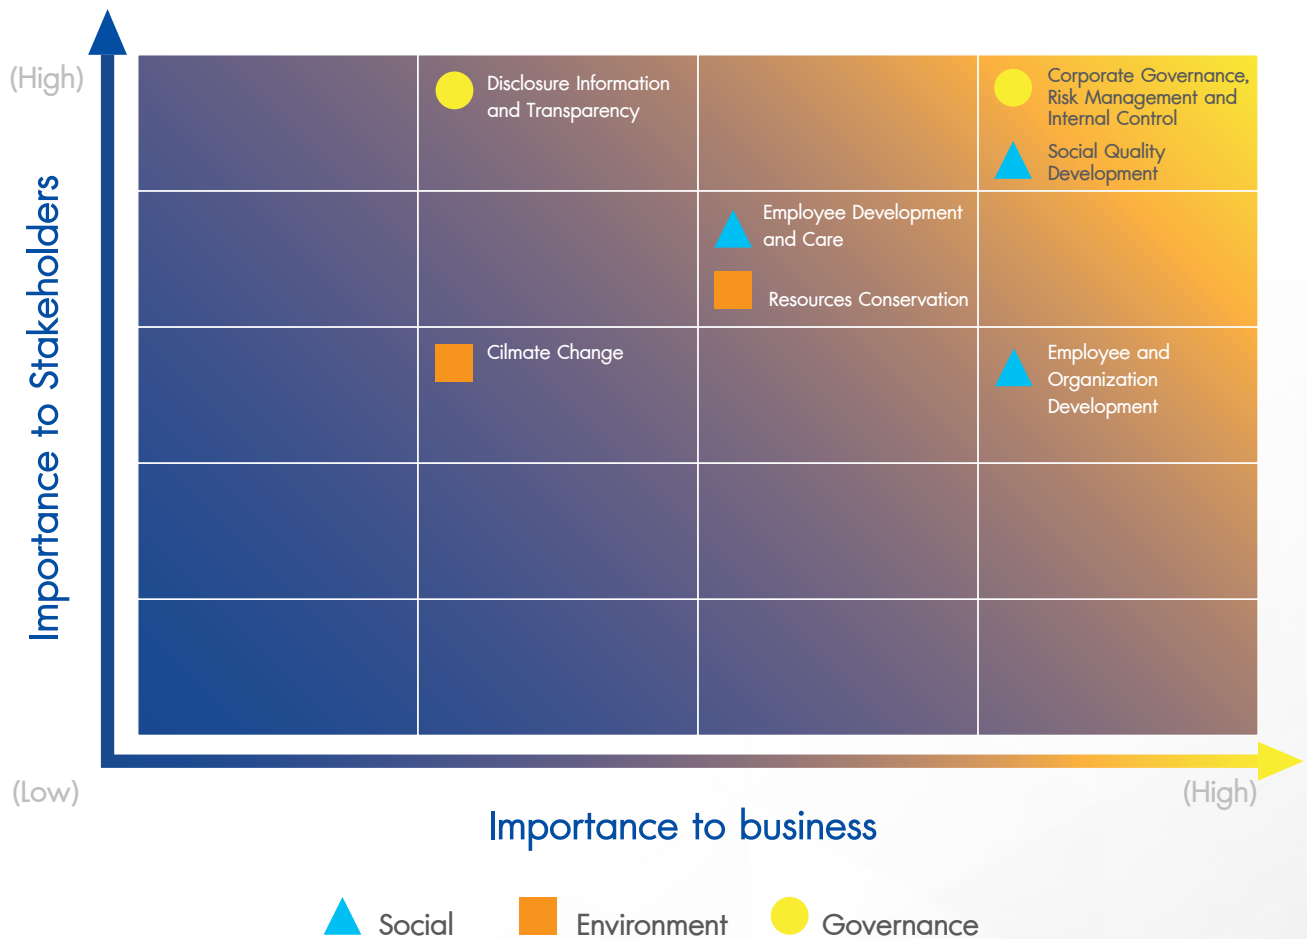 (High)
Importance to Stakeholders
Disclosure Information
and Transparency
Corporate Governance,
Risk Management and
Internal Control
Social Quality
Development
Employee Development
and Care
Resources Conservation
Cilmate Change
Employee and
Organization
Development
(Low)
(High)
Importance to business
Social
Environment
Governance